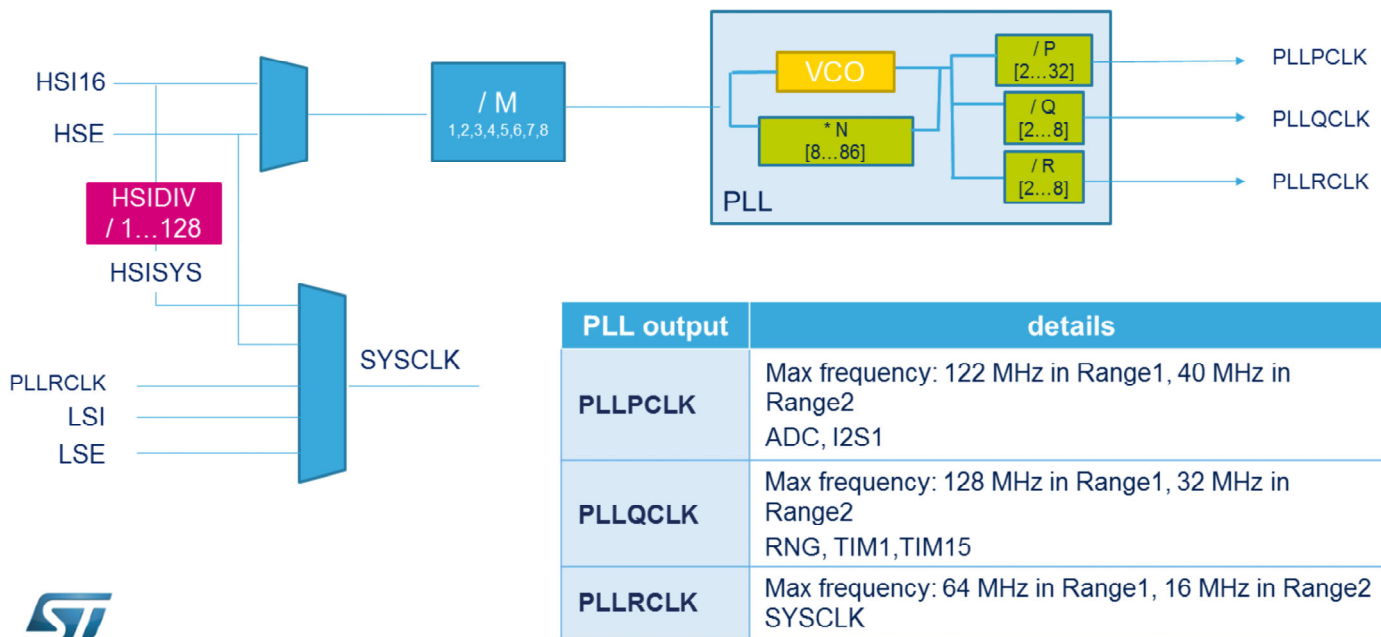 HSI16
HSE
/ M
1,2,3,4,5,6,7,8
VCO
* N
[8...86]
/ P
[2...32]
/ Q
[2...8]
/ R
[2...8]
PLL
PLLPCLK
PLLQCLK
PLLRCLK
HSIDIV
/ 1...128
HSISYS
PLLRCLK
LSI
LSE
SYSCLK
PLL output
details
PLLPCLK
Max frequency: 122 MHz in Range1, 40 MHz in
Range2
ADC, I2S1
PLLQCLK
Max frequency: 128 MHz in Range1, 32 MHz in
Range2
RNG, TIM1,TIM15
PLLRCLK
Max frequency: 64 MHz in Range1, 16 MHz in Range2
SYSCLK
ST